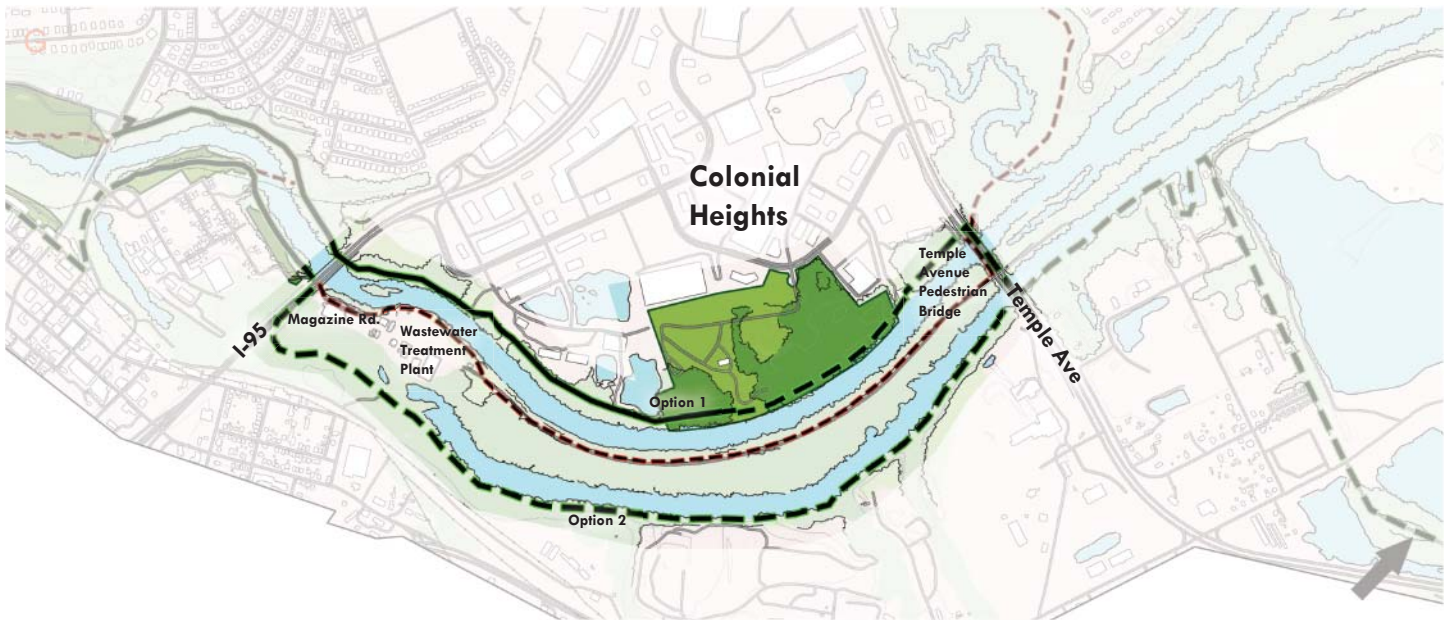 G
Colonial
Heights
Temple
Avenue
Pedestrian
Bridge
Temple Ave
I-95
Magazine Rd.
Wastewater
Treatment
Plant
Option 1
Option 2